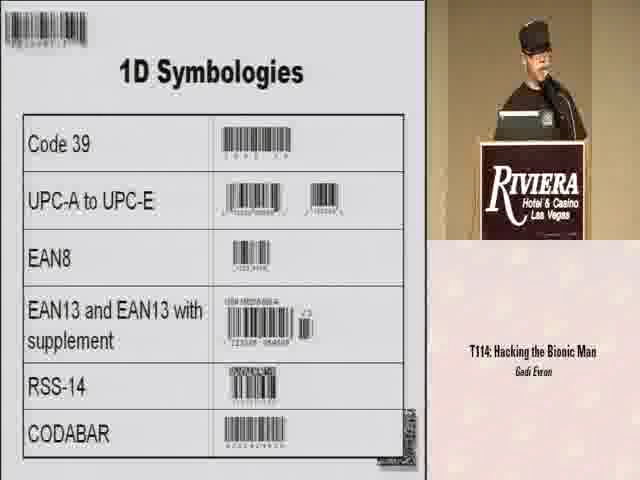 1D Symbologies
Code 39
UPC-A to UPC-E
EAN8
EAN13 and EAN13 with
supplement
RSS-14
CODABAR
RIVIERA
Hotel & Casino
Las Vegas
T114: Hacking the Bionic Man
Gadi Evron